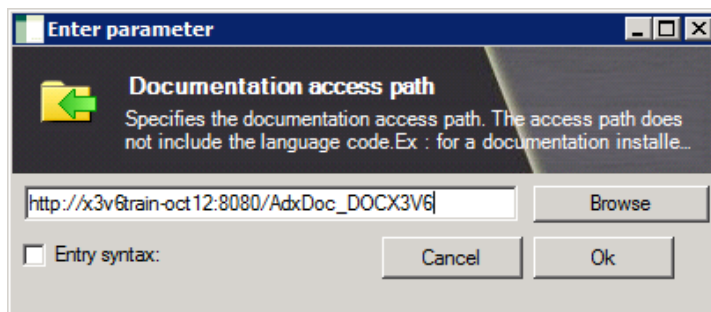 Enter parameter
Documentation access path
Specifies the documentation access path. The access path does
not include the language code.Ex : for a documentation installe...
http://x3v6train-oct12:8080/AdxDoc_DOCX3V6
Browse
Entry syntax:
Cancel
Ok